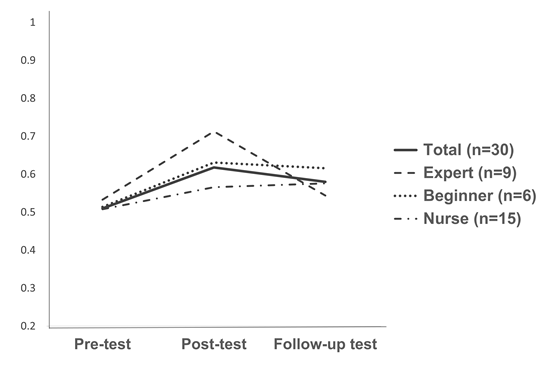 1
0.9
0.8
0.7
0.6
0.5
0.4
0.3
0.2
Pre-test Post-test Follow-up test
Total (n=30)
Expert (n=9)
Beginner (n=6)
Nurse (n=15)